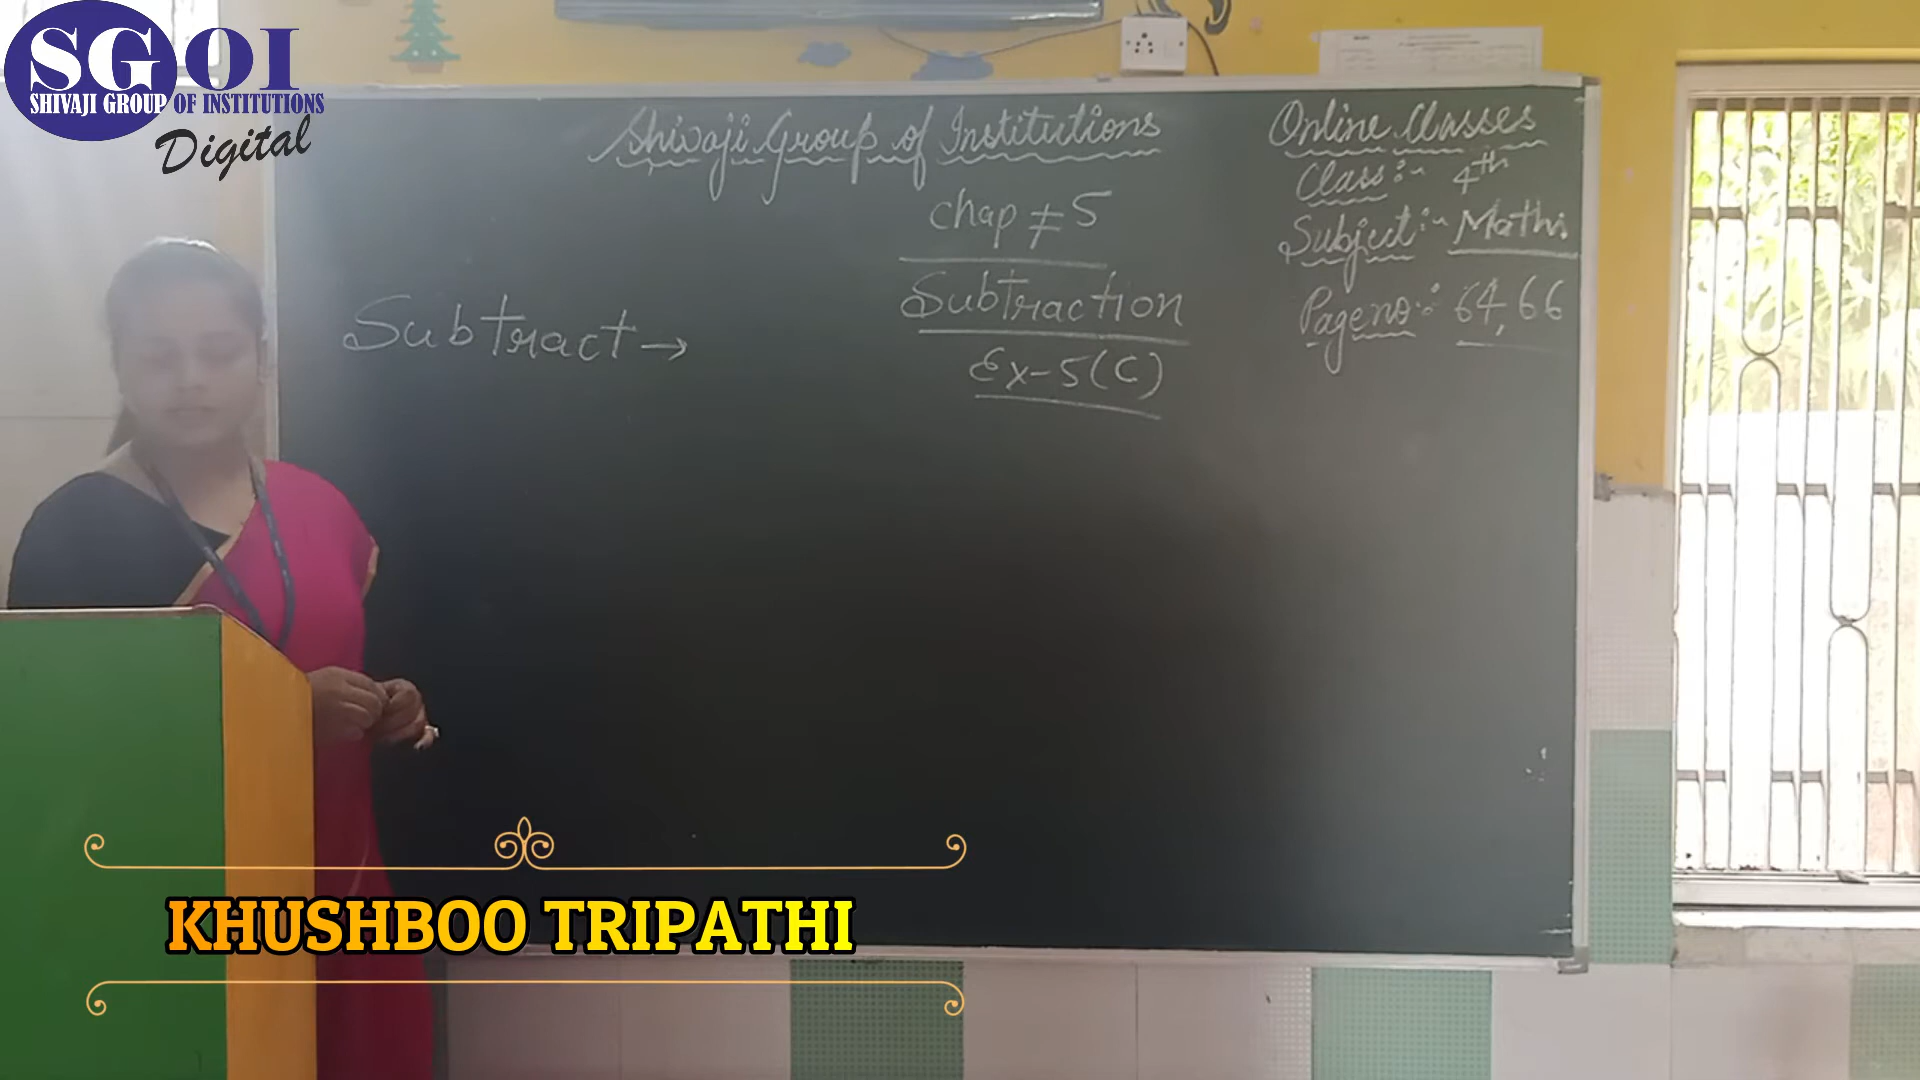 SGOI
SHIVAJI GROUP OF INSTITUTIONS
Digital
Shivaji Group of Institutions
Online Classes
Class:- 4th
Subject:- Maths
Page no:- 64, 66
chap ≠ 5
Subtraction
Ex-5(C)
Subtract →
KHUSHBOO TRIPATHI